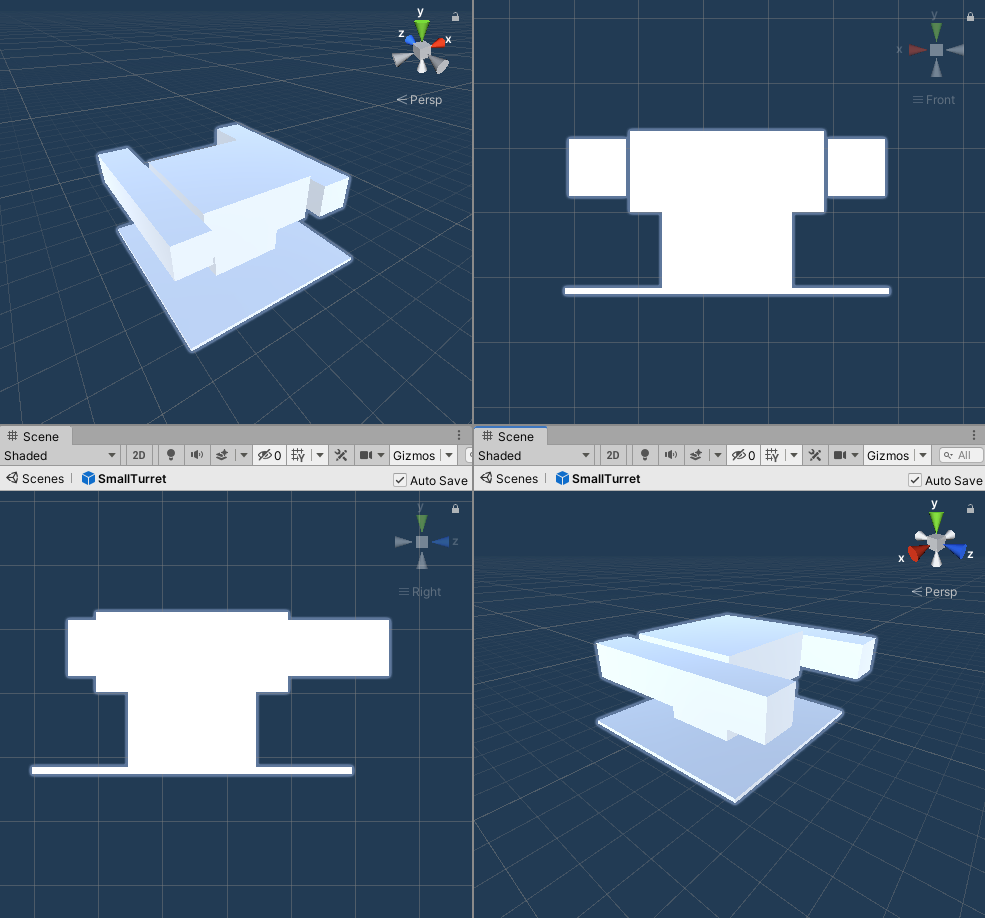 y
z
x
Persp
y
x
Front
Scene
Shaded
2D
0
Gizmos
Scenes
SmallTurret
Auto Save
Scene
Shaded
2D
0
Gizmos
All
Scenes
SmallTurret
Auto Save
y
z
Right
y
x
z
Persp